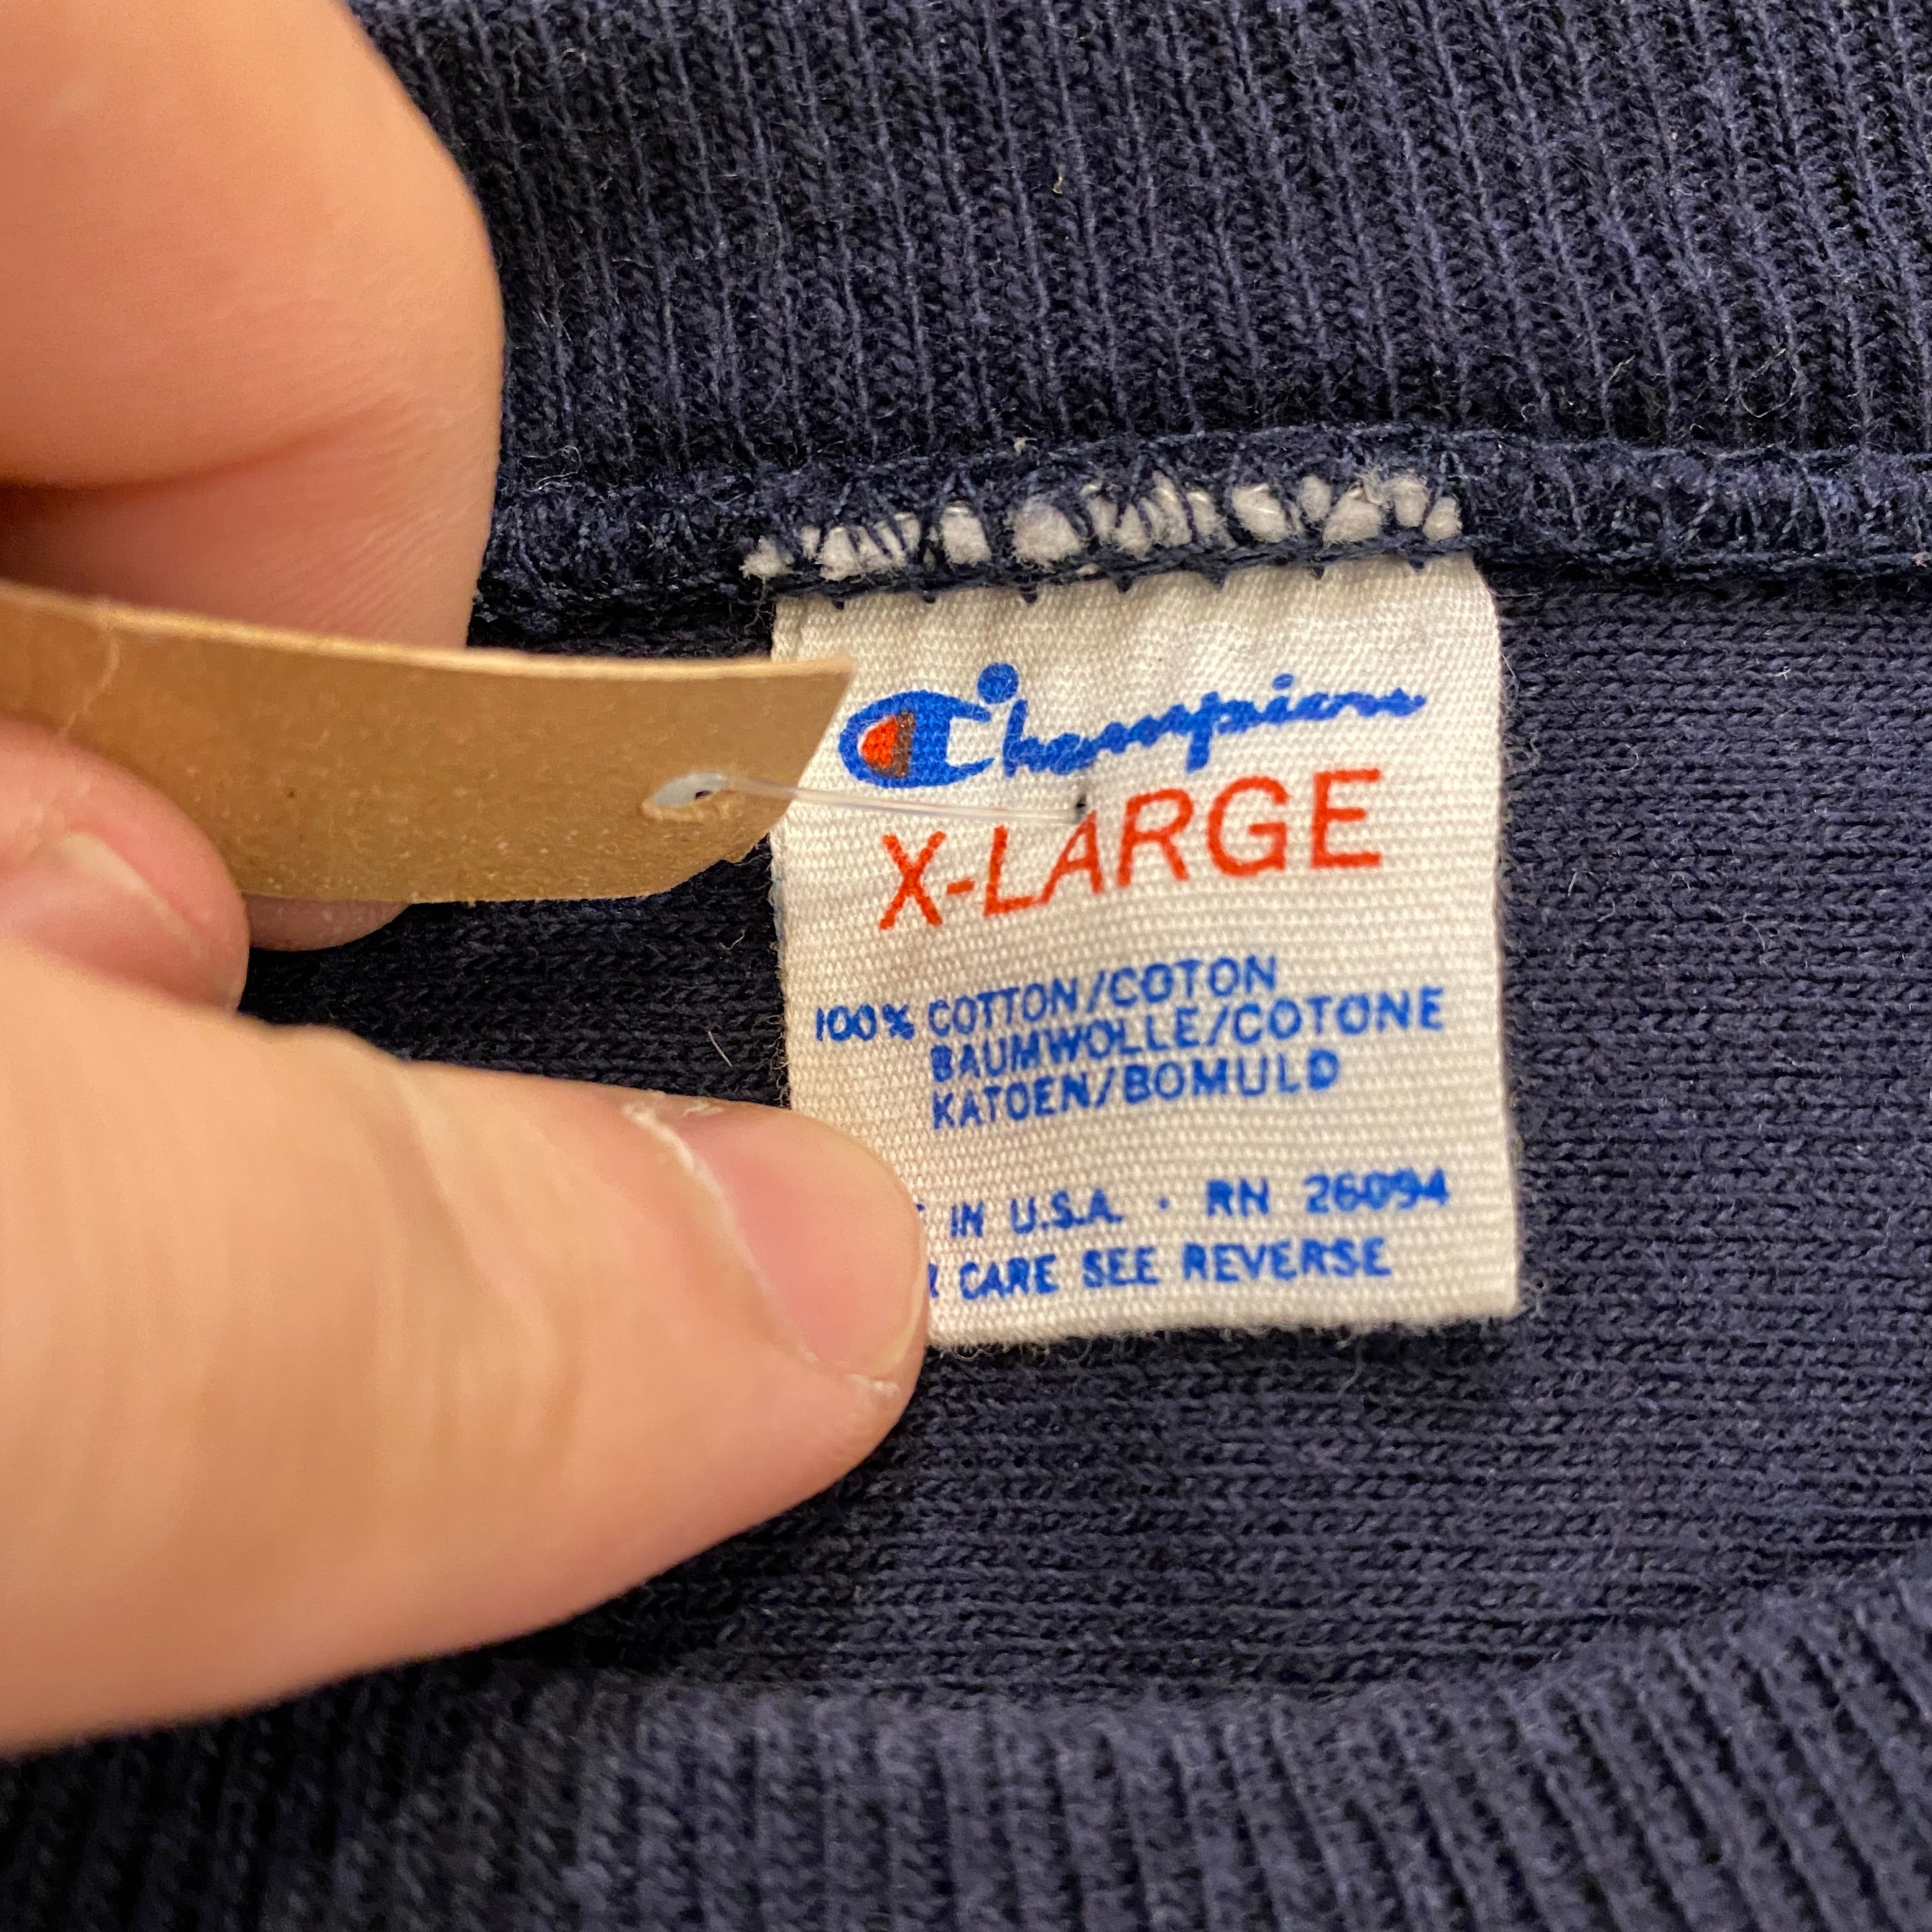 Champion
X-LARGE
100% COTTON/COTON
BAUMWOLLE/COTONE
KATOEN/BOMULD
IN U.S.A. · RN 26094
CARE SEE REVERSE